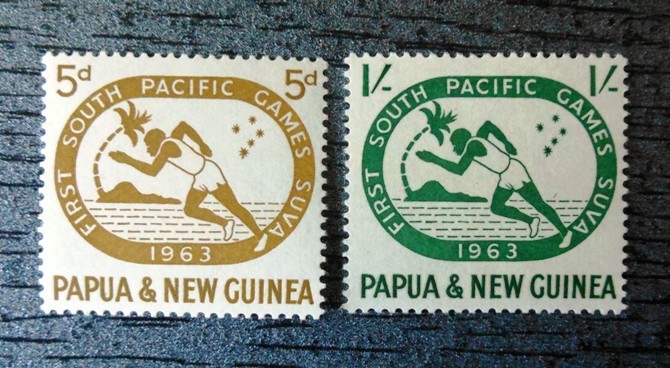 5d 5d
FIRST SOUTH PACIFIC GAMES SUVA
1963
PAPUA & NEW GUINEA
1/- 1/-
FIRST SOUTH PACIFIC GAMES SUVA
1963
PAPUA & NEW GUINEA